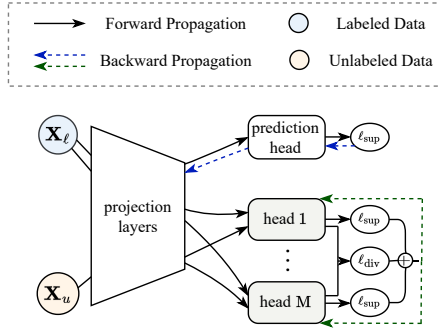 Forward Propagation
Labeled Data
Backward Propagation
Unlabeled Data
X_ℓ
prediction
head
ℓ_sup
projection
layers
head 1
ℓ_sup
⋮
ℓ_div
X_u
head M
ℓ_sup